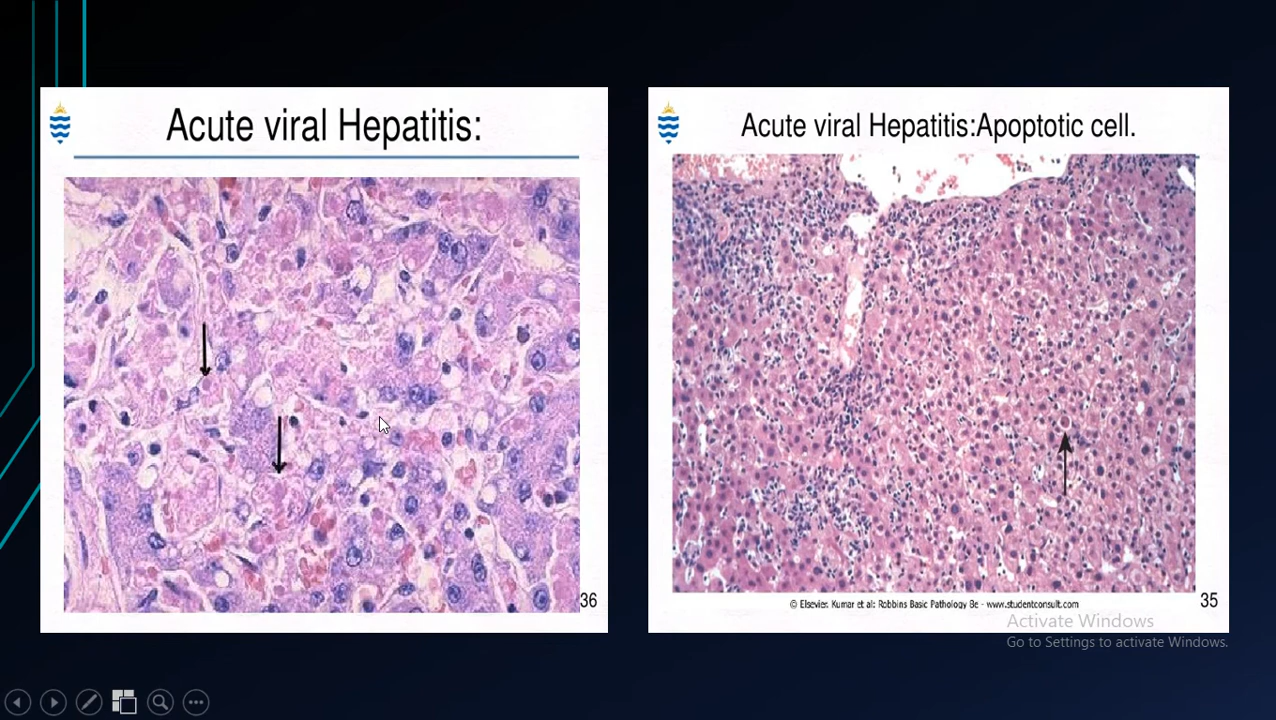 Acute viral Hepatitis:
36
Acute viral Hepatitis:Apoptotic cell.
© Elsevier. Kumar et al: Robbins Basic Pathology 8e - www.studentconsult.com
35
Activate Windows
Go to Settings to activate Windows.